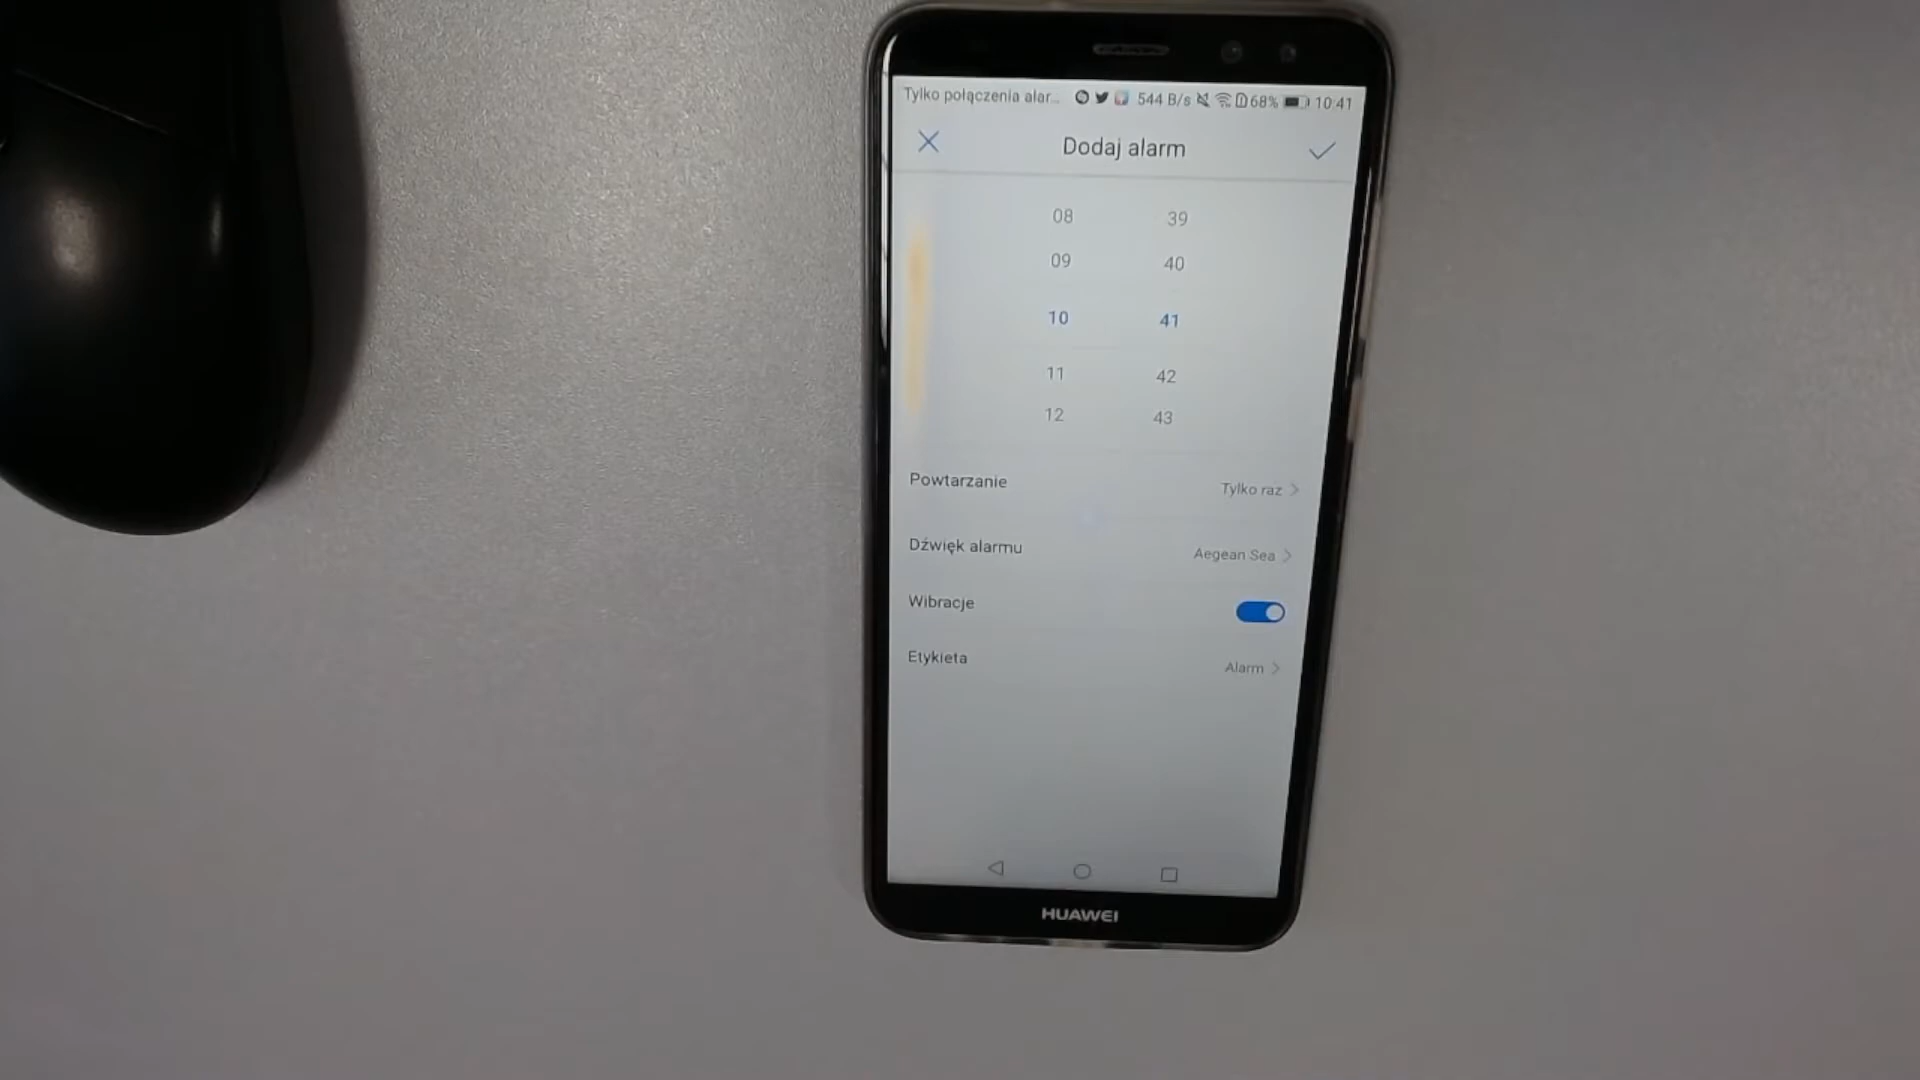 Tylko połączenia alar... 544 B/s 68% 10:41
Dodaj alarm
08 39
09 40
10 41
11 42
12 43
Powtarzanie Tylko raz
Dźwięk alarmu Aegean Sea
Wibracje
Etykieta Alarm
HUAWEI